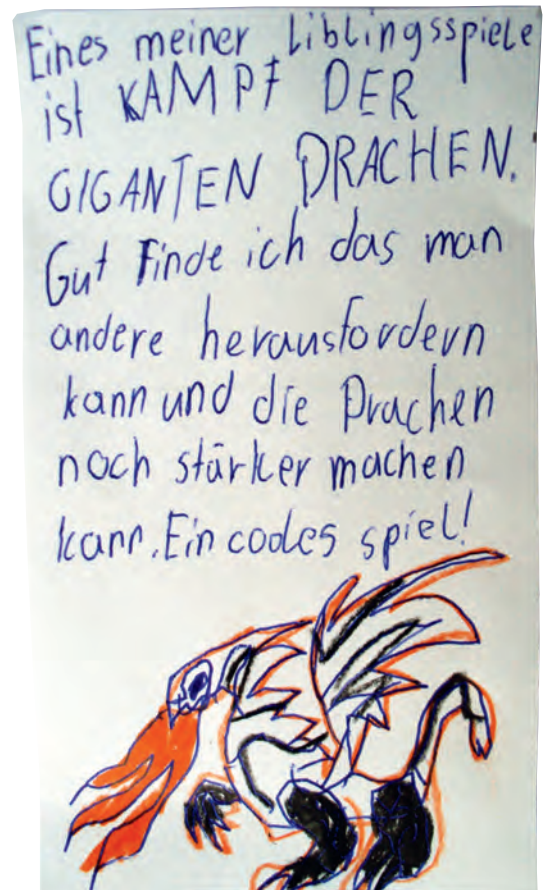 Eines meiner Liblingsspiele
ist KAMPF DER
GIGANTEN DRACHEN.
Gut Finde ich das man
andere herausfordern
kann und die Drachen
noch stärker machen
kann. Ein cooles spiel!